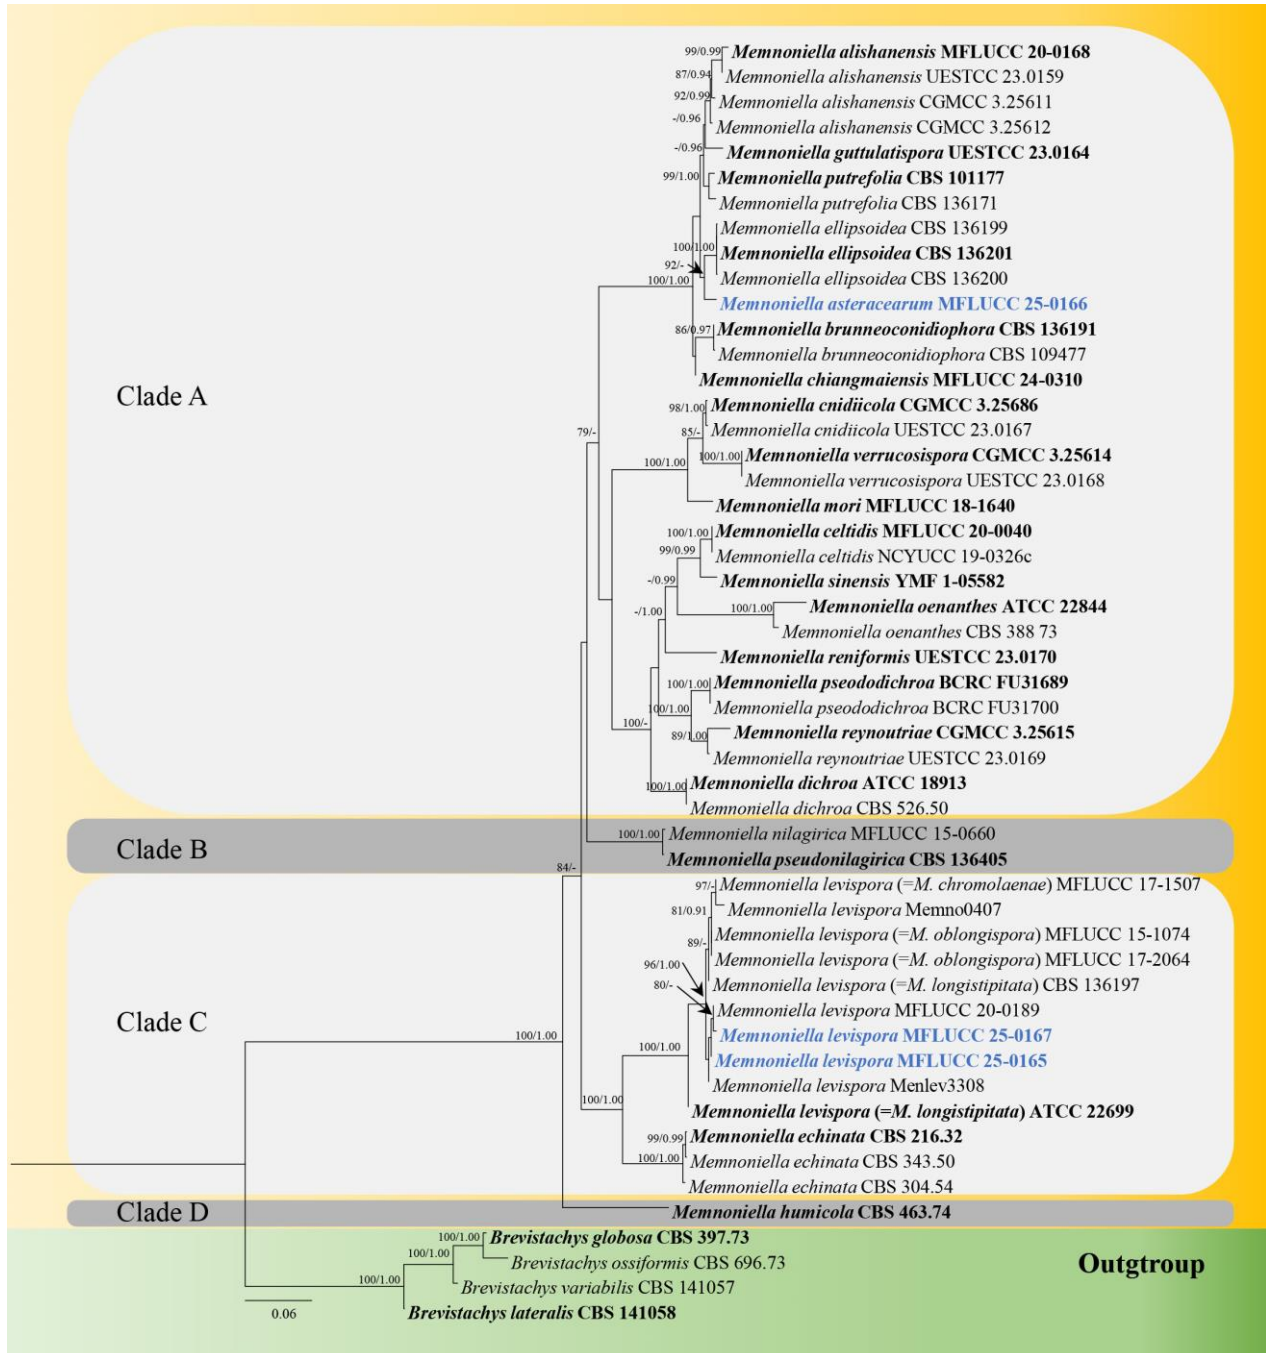 99/0.99
Memnoniella alishanensis MFLUCC 20-0168
87/0.94
Memnoniella alishanensis UESTCC 23.0159
92/0.99
Memnoniella alishanensis CGMCC 3.25611
-/0.96
Memnoniella alishanensis CGMCC 3.25612
-/0.96
Memnoniella guttulatispora UESTCC 23.0164
99/1.00
Memnoniella putrefolia CBS 101177
Memnoniella putrefolia CBS 136171
Memnoniella ellipsoidea CBS 136199
100/1.00
Memnoniella ellipsoidea CBS 136201
92/-
Memnoniella ellipsoidea CBS 136200
100/1.00
Memnoniella asteracearum MFLUCC 25-0166
86/0.97
Memnoniella brunneoconidiophora CBS 136191
Memnoniella brunneoconidiophora CBS 109477
Memnoniella chiangmaiensis MFLUCC 24-0310
Clade A
98/1.00
Memnoniella cnidiicola CGMCC 3.25686
79/-
85/-
Memnoniella cnidiicola UESTCC 23.0167
100/1.00
Memnoniella verrucosispora CGMCC 3.25614
100/1.00
Memnoniella verrucosispora UESTCC 23.0168
Memnoniella mori MFLUCC 18-1640
100/1.00
Memnoniella celtidis MFLUCC 20-0040
99/0.99
Memnoniella celtidis NCYUCC 19-0326c
-/0.99
Memnoniella sinensis YMF 1-05582
-/1.00
100/1.00
Memnoniella oenanthes ATCC 22844
Memnoniella oenanthes CBS 388 73
Memnoniella reniformis UESTCC 23.0170
100/1.00
Memnoniella pseododichroa BCRC FU31689
100/1.00
Memnoniella pseododichroa BCRC FU31700
100/-
89/1.00
Memnoniella reynoutriae CGMCC 3.25615
Memnoniella reynoutriae UESTCC 23.0169
100/1.00
Memnoniella dichroa ATCC 18913
Memnoniella dichroa CBS 526.50
Clade B
100/1.00
Memnoniella nilagirica MFLUCC 15-0660
Memnoniella pseudonilagirica CBS 136405
84/-
97/-
Memnoniella levispora (=M. chromolaenae) MFLUCC 17-1507
81/0.91
Memnoniella levispora Memno0407
89/-
Memnoniella levispora (=M. oblongispora) MFLUCC 15-1074
96/1.00
Memnoniella levispora (=M. oblongispora) MFLUCC 17-2064
80/-
Memnoniella levispora (=M. longistipitata) CBS 136197
Clade C
Memnoniella levispora MFLUCC 20-0189
100/1.00
Memnoniella levispora MFLUCC 25-0167
100/1.00
Memnoniella levispora MFLUCC 25-0165
Memnoniella levispora Menlev3308
100/1.00
Memnoniella levispora (=M. longistipitata) ATCC 22699
99/0.99
Memnoniella echinata CBS 216.32
100/1.00
Memnoniella echinata CBS 343.50
Memnoniella echinata CBS 304.54
Clade D
Memnoniella humicola CBS 463.74
100/1.00
Brevistachys globosa CBS 397.73
100/1.00
Brevistachys ossiformis CBS 696.73
Outgtroup
100/1.00
Brevistachys variabilis CBS 141057
Brevistachys lateralis CBS 141058
0.06